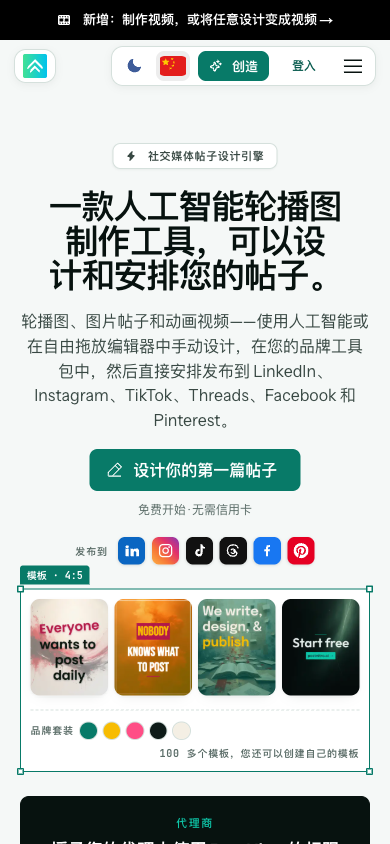 新增：制作视频，或将任意设计变成视频→
创造
登入
社交媒体帖子设计引擎
一款人工智能轮播图
制作工具，可以设
计和安排您的帖子。
轮播图、图片帖子和动画视频——使用人工智能或
在自由拖放编辑器中手动设计，在您的品牌工具
包中，然后直接安排发布到 LinkedIn、
Instagram、TikTok、Threads、Facebook 和
Pinterest。
设计你的第一篇帖子
免费开始·无需信用卡
发布到
模板 · 4:5
Everyone
wants to
post
daily
NOBODY
KNOWS WHAT
TO POST
We write,
design, &
publish
Start free
品牌套装
100 多个模板，您还可以创建自己的模板
代理商